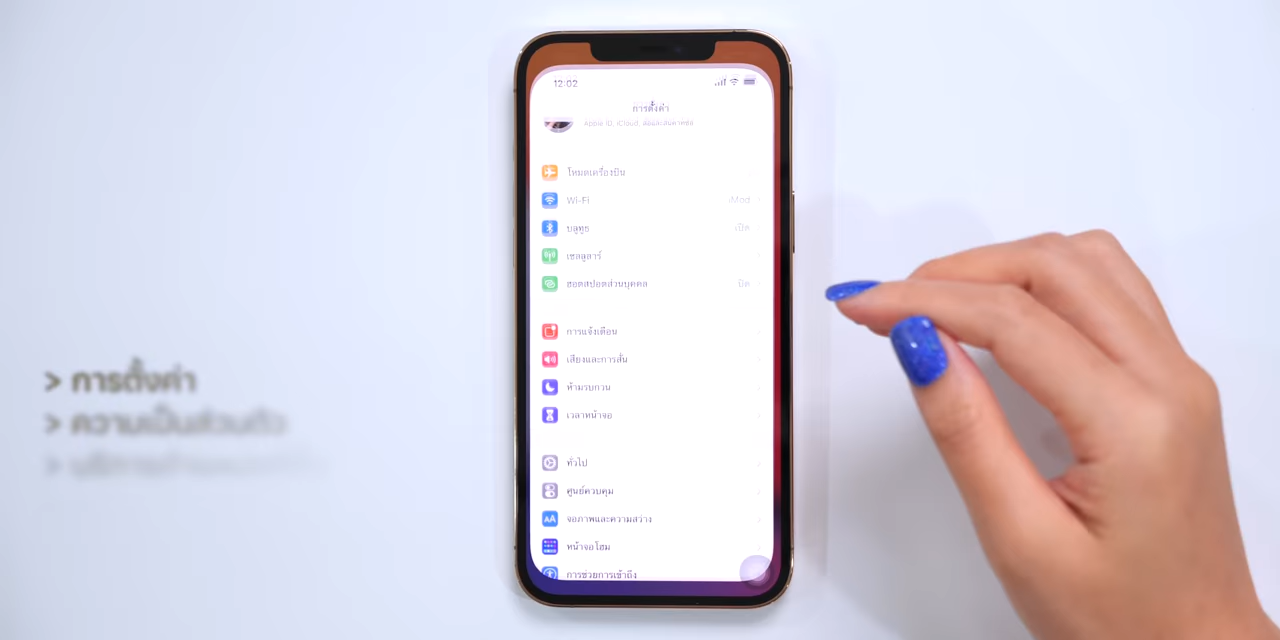 12:02
การตั้งค่า
Apple ID, iCloud, สื่อและสินค้าที่ซื้อ
โหมดเครื่องบิน
Wi-Fi iMod
บลูทูธ เปิด
เซลลูลาร์
ฮอตสปอตส่วนบุคคล ปิด
การแจ้งเตือน
เสียงและการสั่น
ห้ามรบกวน
เวลาหน้าจอ
ทั่วไป
ศูนย์ควบคุม
AA จอภาพและความสว่าง
หน้าจอโฮม
การช่วยการเข้าถึง
> การตั้งค่า
> ความเป็นส่วนตัว